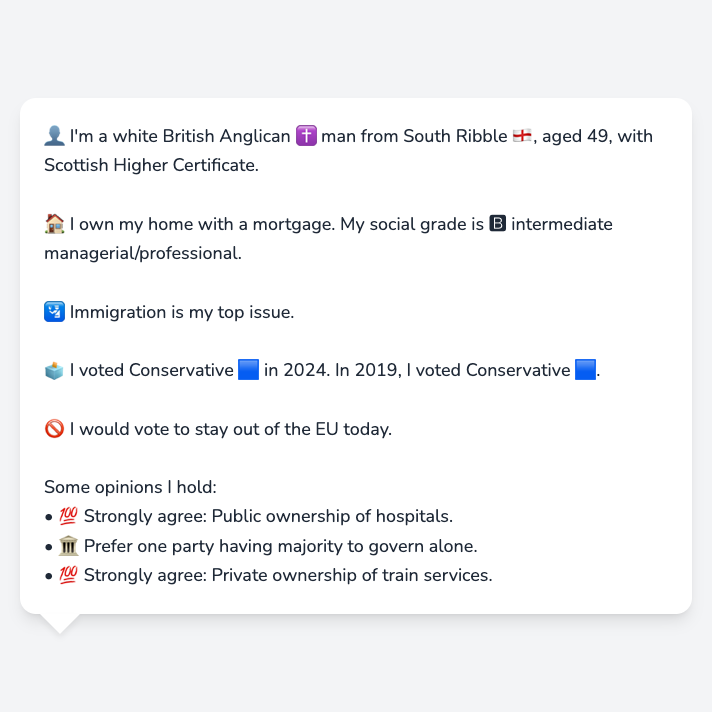 👤 I'm a white British Anglican ✝️ man from South Ribble 🏴󠁧󠁢󠁥󠁮󠁧󠁿, aged 49, with
Scottish Higher Certificate.
🏠 I own my home with a mortgage. My social grade is 🅱 intermediate
managerial/professional.
🛂 Immigration is my top issue.
🗳️ I voted Conservative 🟦 in 2024. In 2019, I voted Conservative 🟦.
🚫 I would vote to stay out of the EU today.
Some opinions I hold:
• 💯 Strongly agree: Public ownership of hospitals.
• 🏛️ Prefer one party having majority to govern alone.
• 💯 Strongly agree: Private ownership of train services.